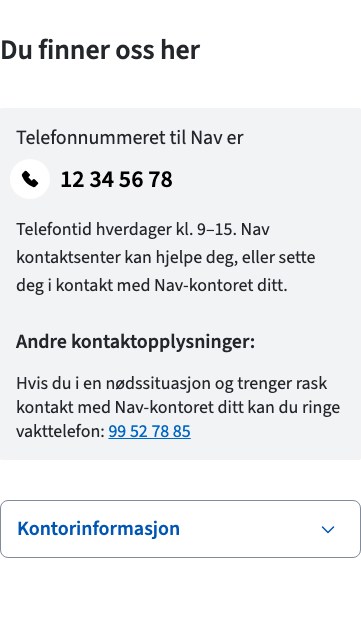 Du finner oss her
Telefonnummeret til Nav er
12 34 56 78
Telefontid hverdager kl. 9–15. Nav
kontaktsenter kan hjelpe deg, eller sette
deg i kontakt med Nav-kontoret ditt.
Andre kontaktopplysninger:
Hvis du i en nødssituasjon og trenger rask
kontakt med Nav-kontoret ditt kan du ringe
vakttelefon: 99 52 78 85
Kontorinformasjon